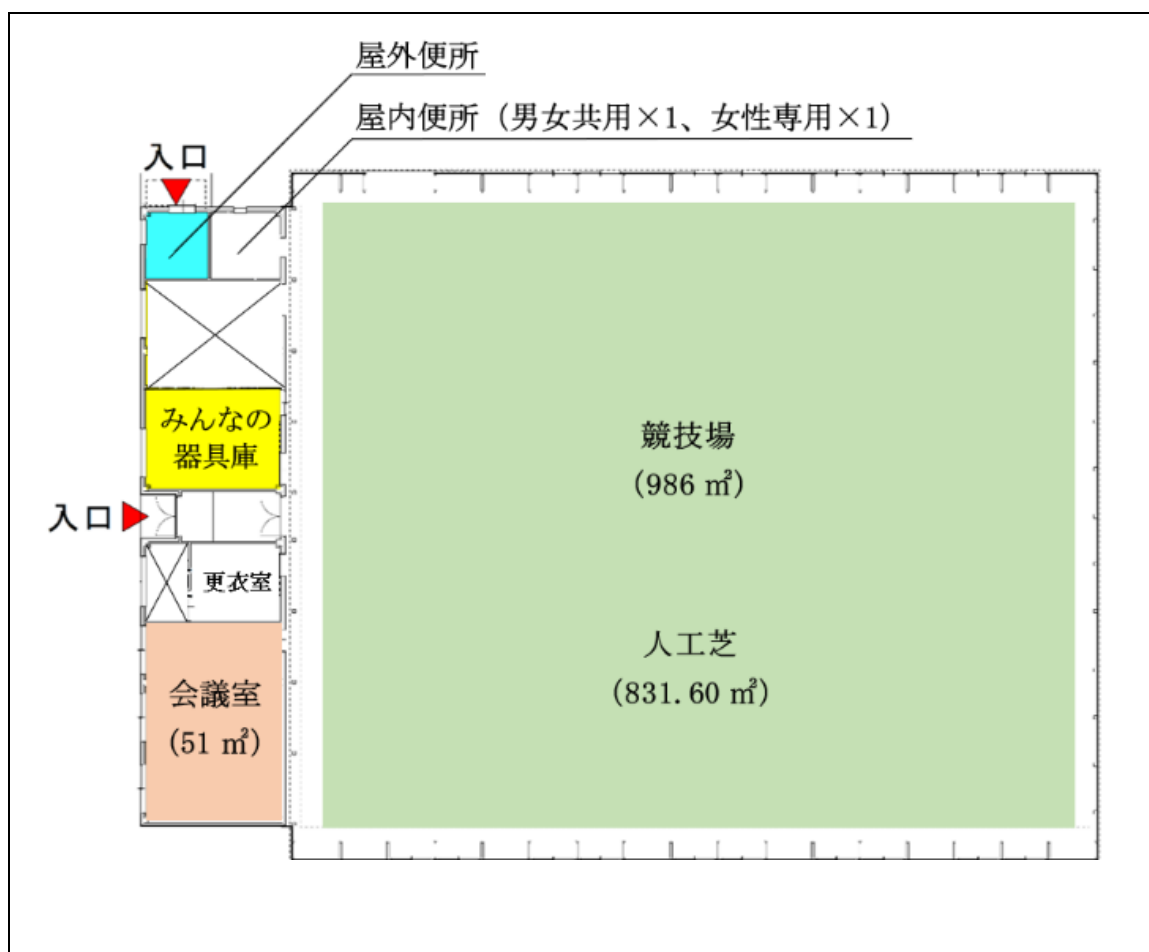 屋外便所
屋内便所（男女共用×1、女性専用×1）
入口
みんなの
器具庫
入口
更衣室
会議室
(51 ㎡)
競技場
(986 ㎡)
人工芝
(831.60 ㎡)